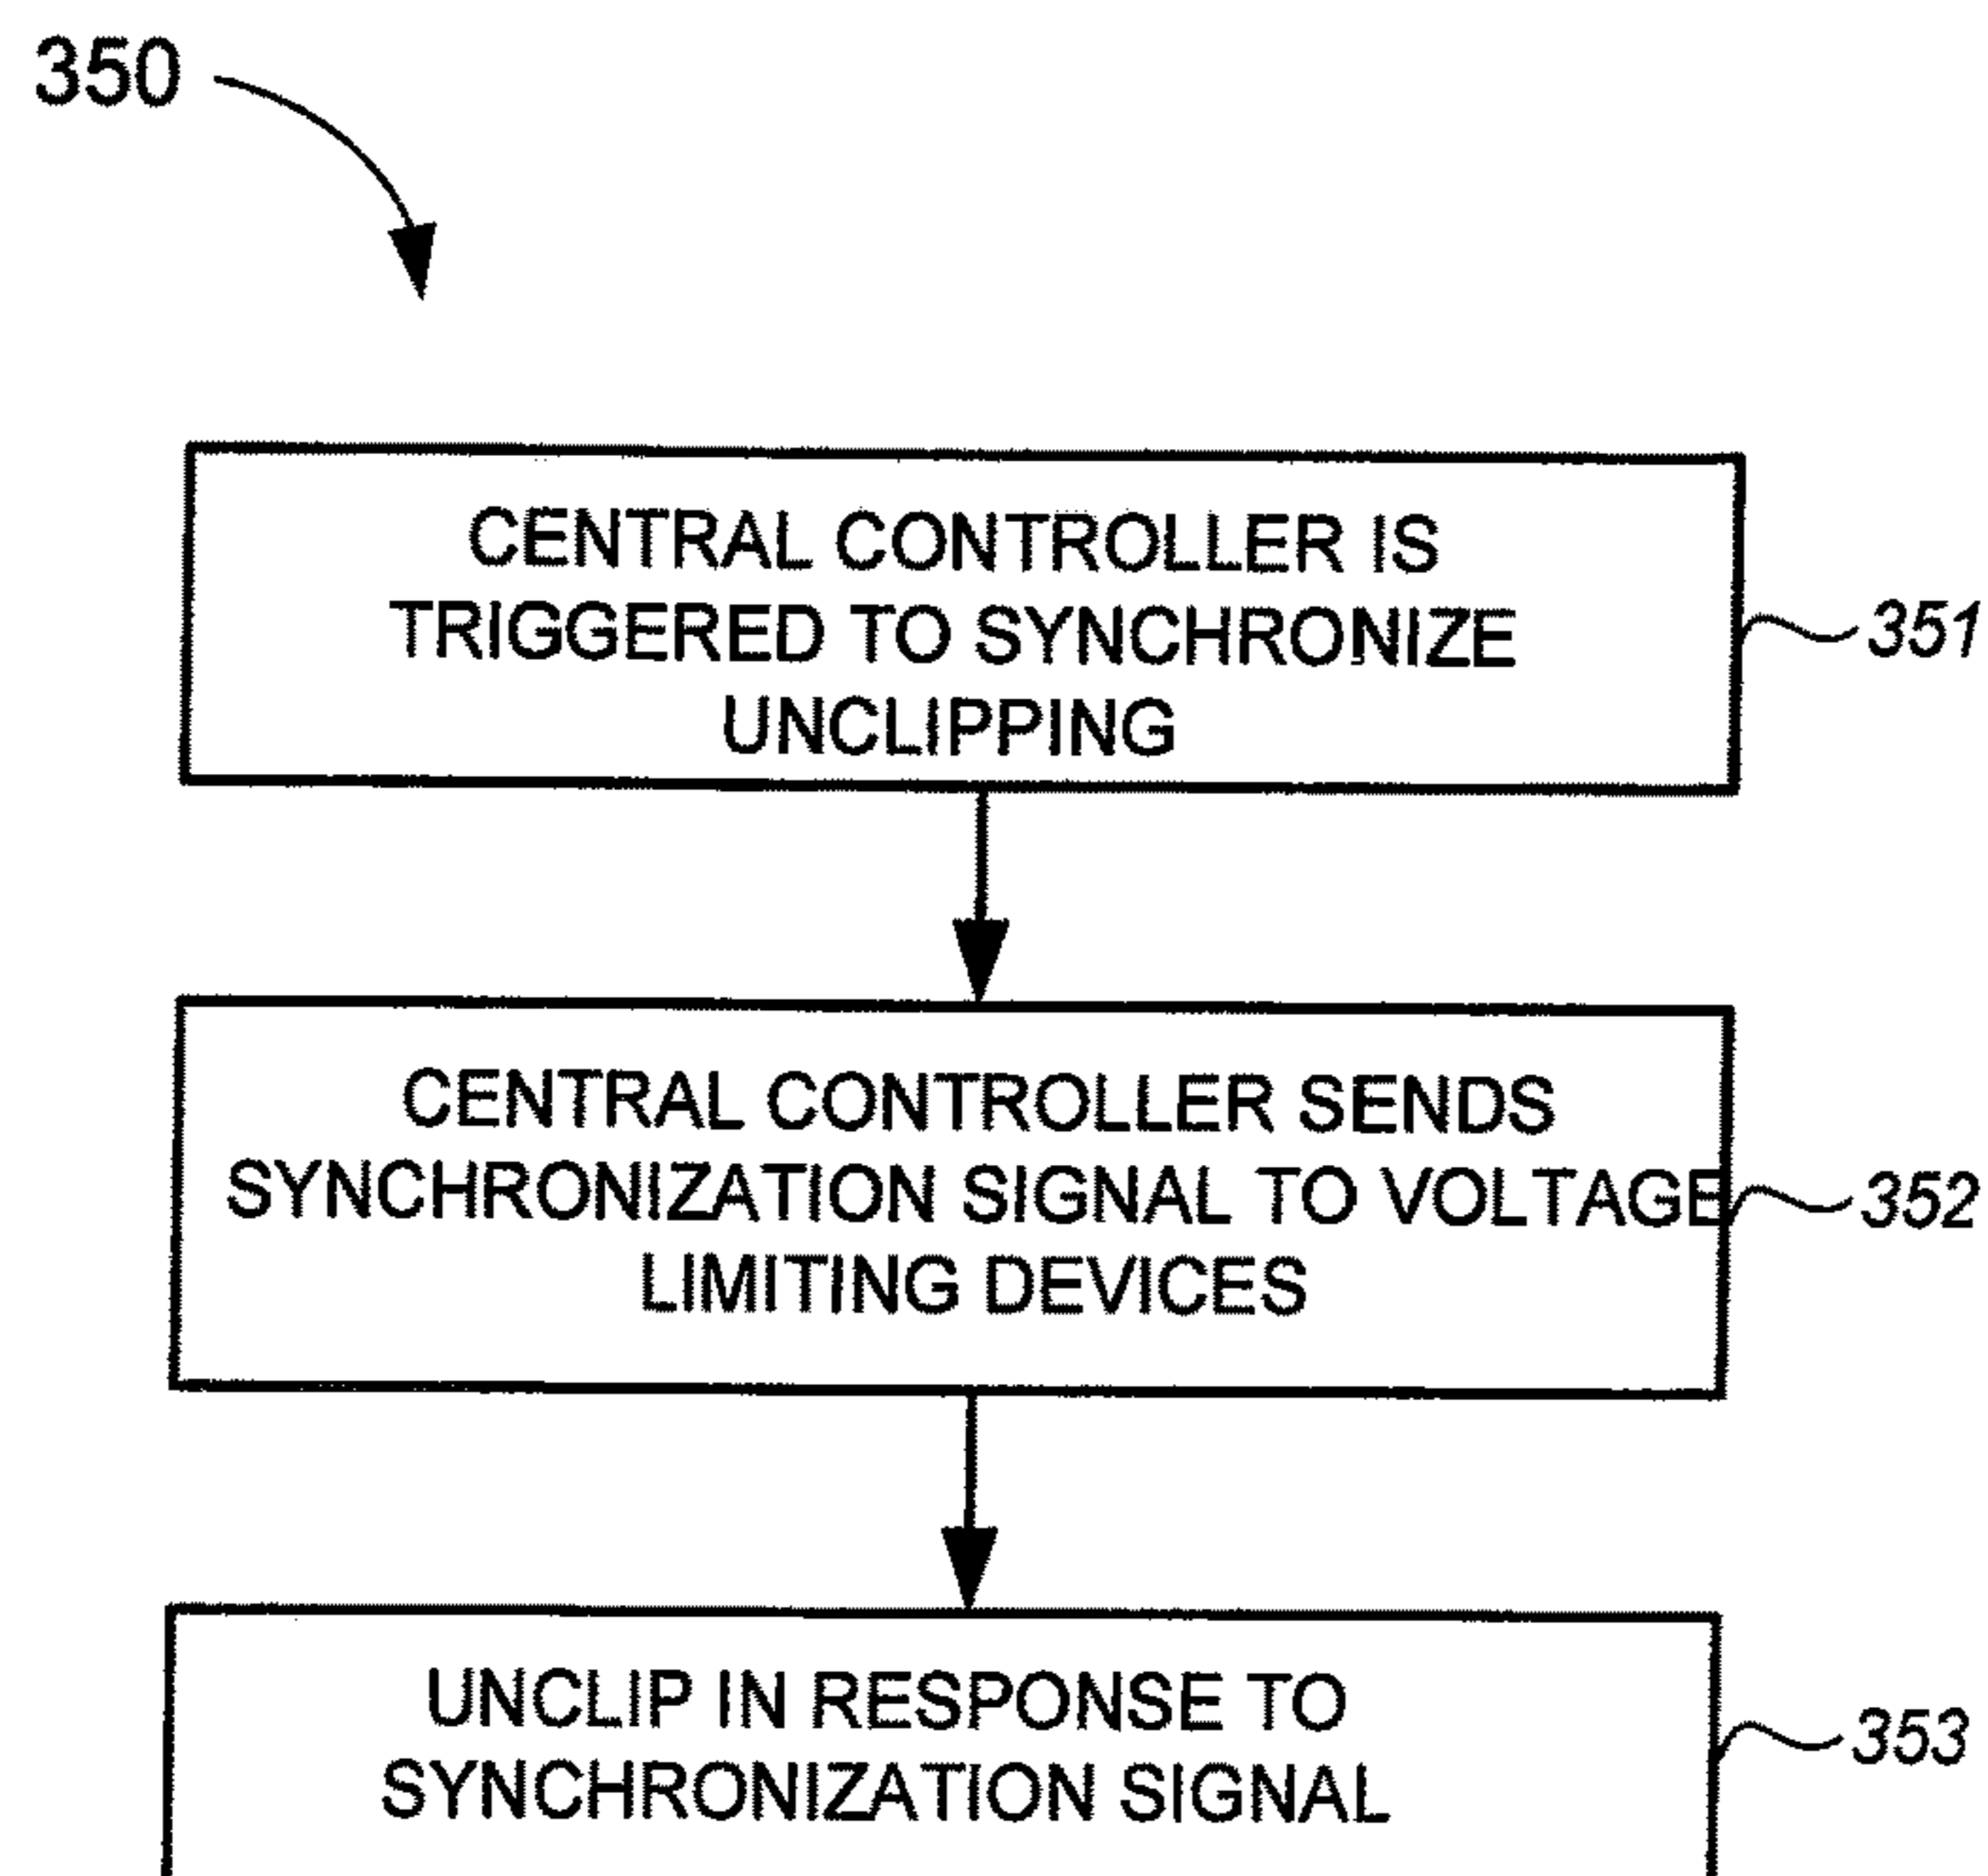 350
CENTRAL CONTROLLER IS
TRIGGERED TO SYNCHRONIZE
UNCLIPPING
351
CENTRAL CONTROLLER SENDS
SYNCHRONIZATION SIGNAL TO VOLTAGE
LIMITING DEVICES
352
UNCLIP IN RESPONSE TO
SYNCHRONIZATION SIGNAL
353